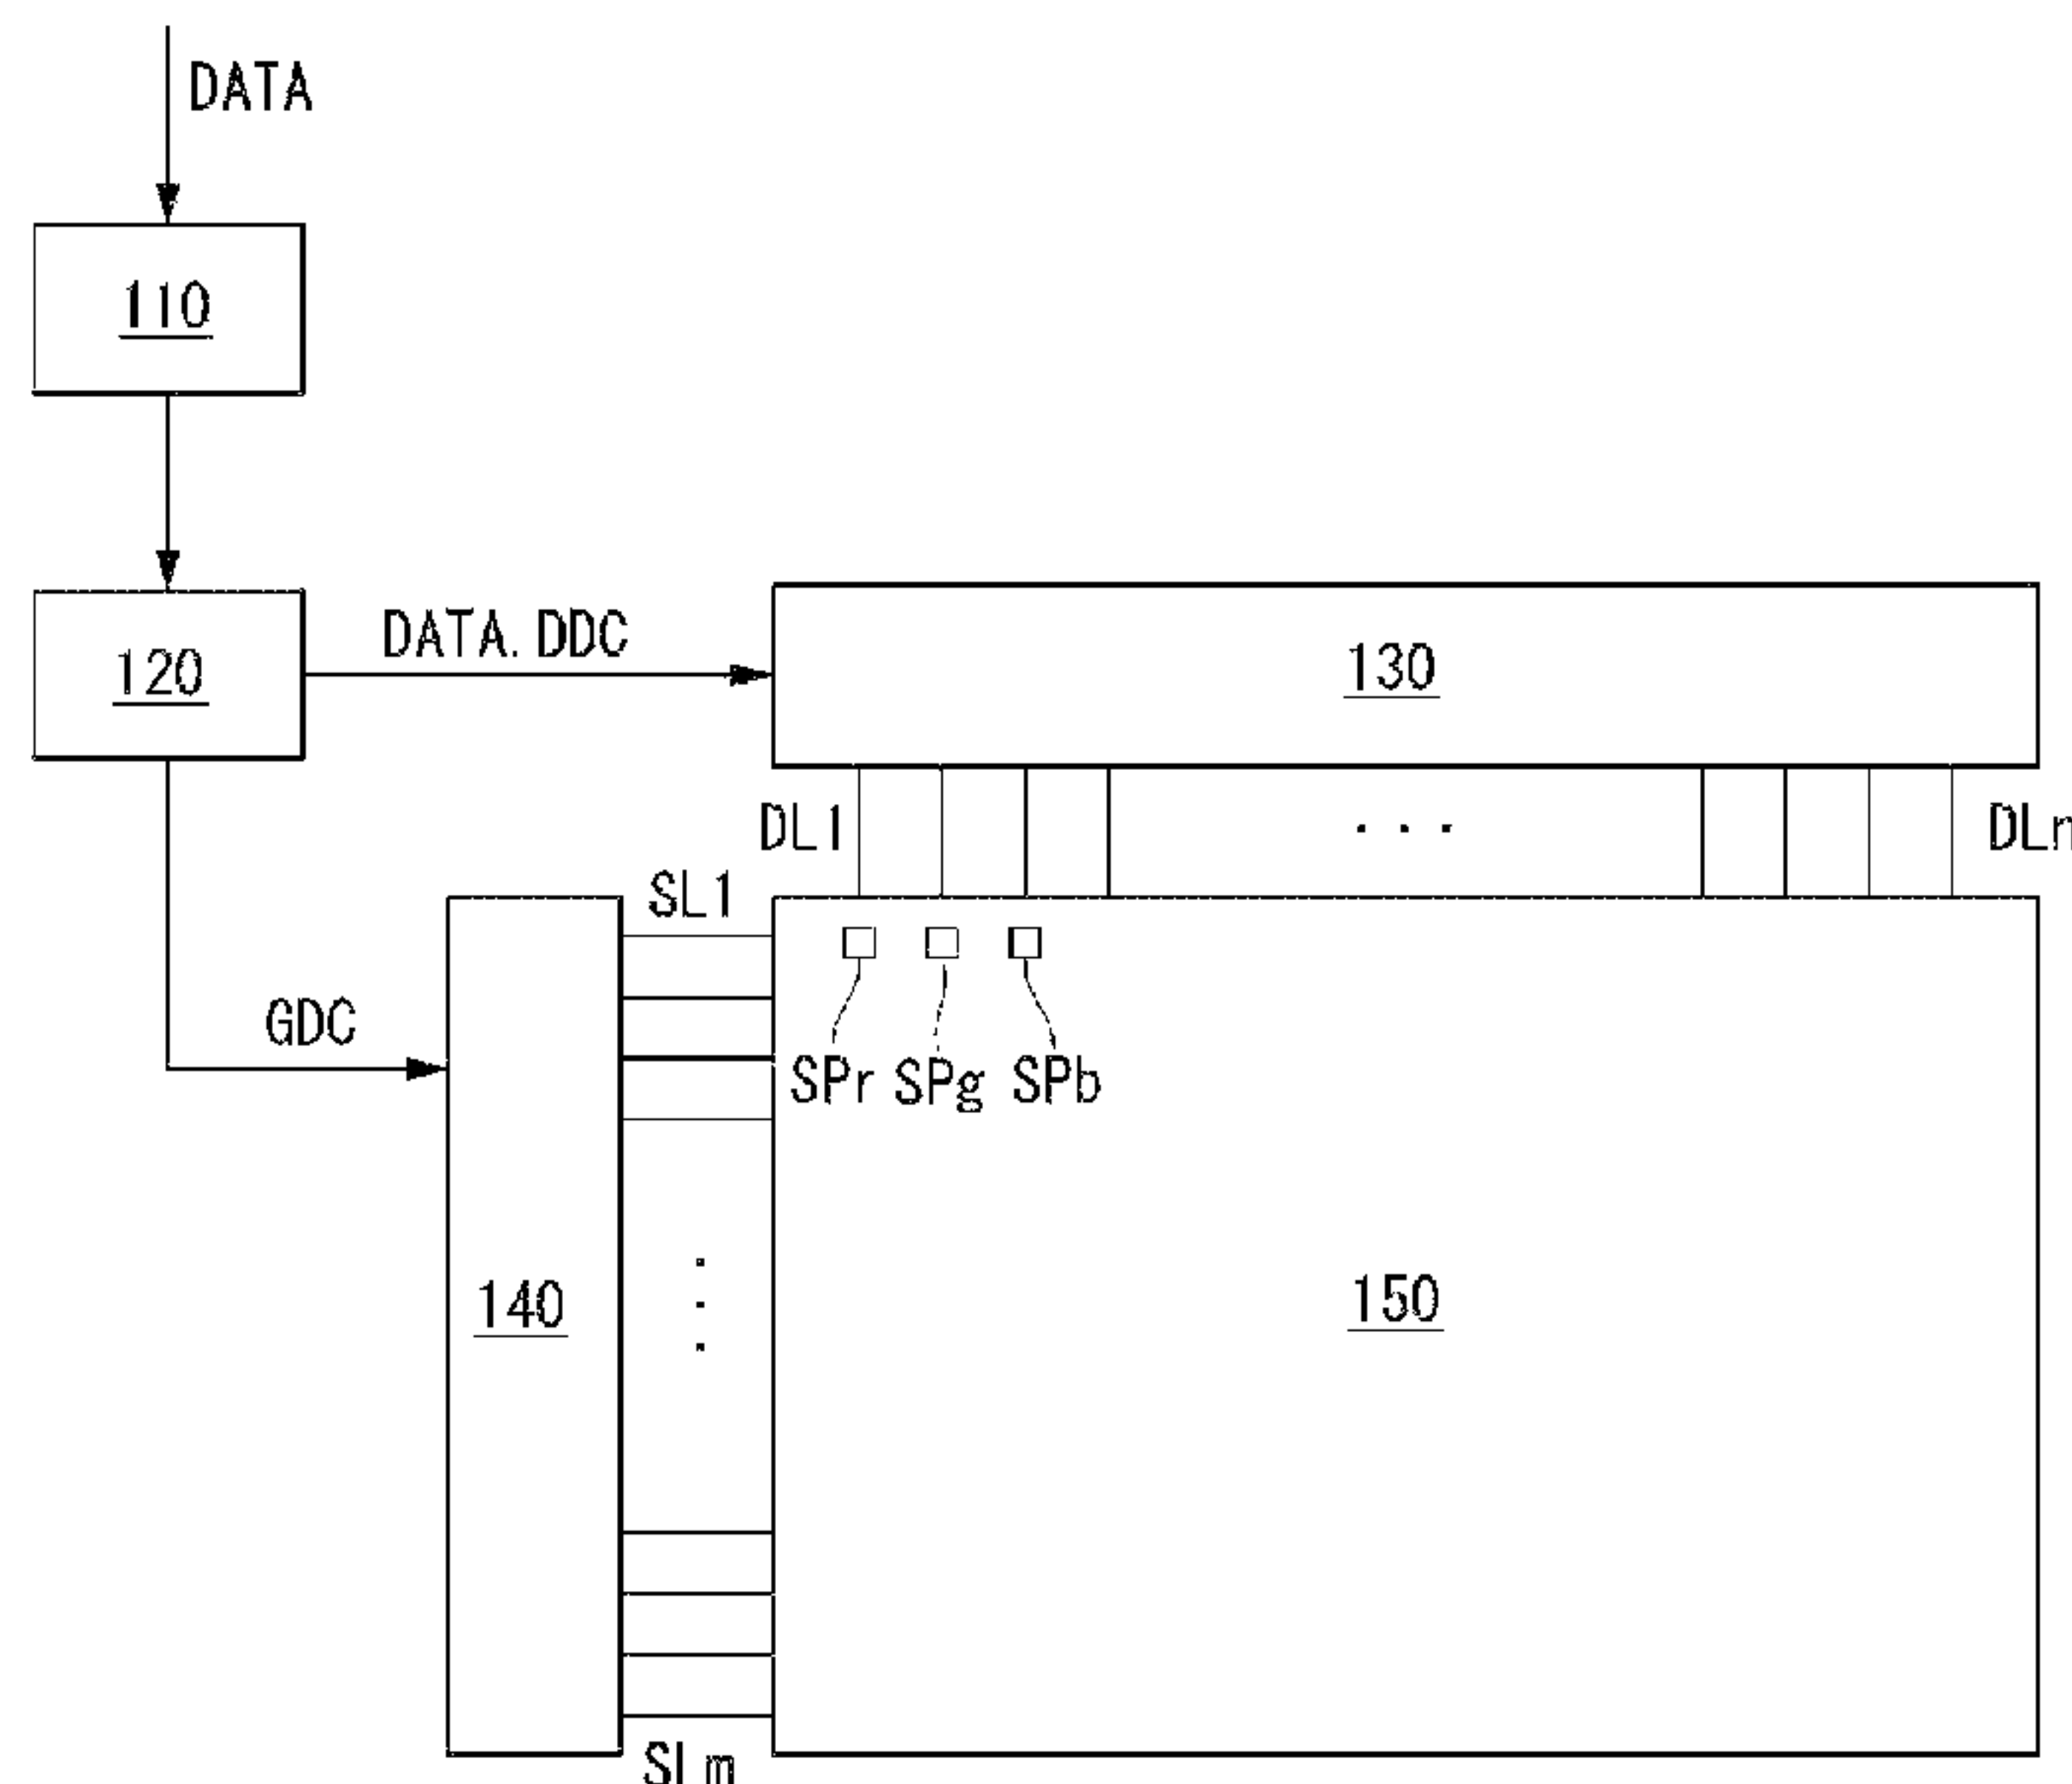 DATA
110
120
DATA. DDC
130
DL1
DLn
SL1
GDC
SPr SPg SPb
140
150
SLm